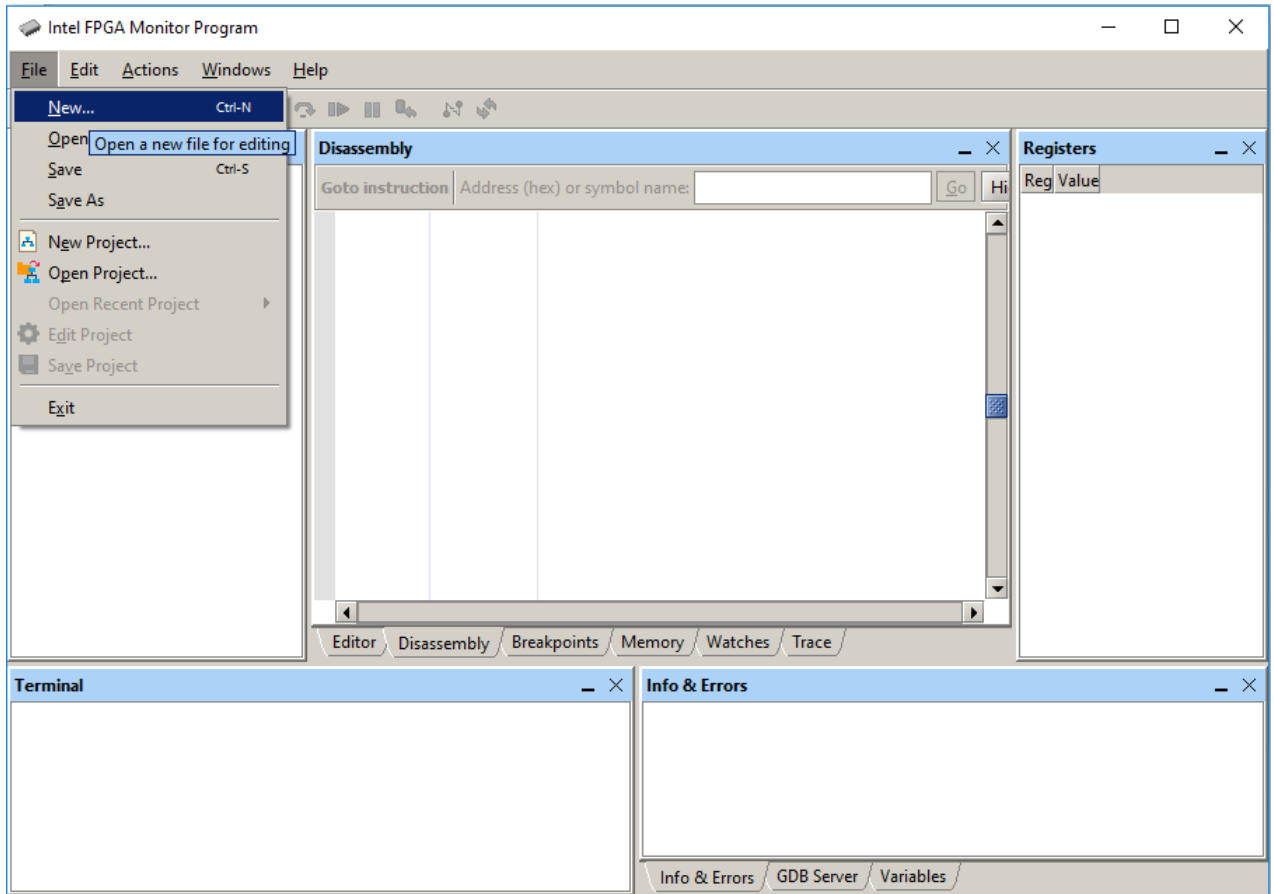 Intel FPGA Monitor Program
File Edit Actions Windows Help
New... Ctrl-N
Open
Open a new file for editing
Save Ctrl-S
Save As
New Project...
Open Project...
Open Recent Project
Edit Project
Save Project
Exit
Disassembly
Goto instruction Address (hex) or symbol name: Go Hi
Editor Disassembly Breakpoints Memory Watches Trace
Registers
Reg Value
Terminal
Info & Errors
Info & Errors GDB Server Variables